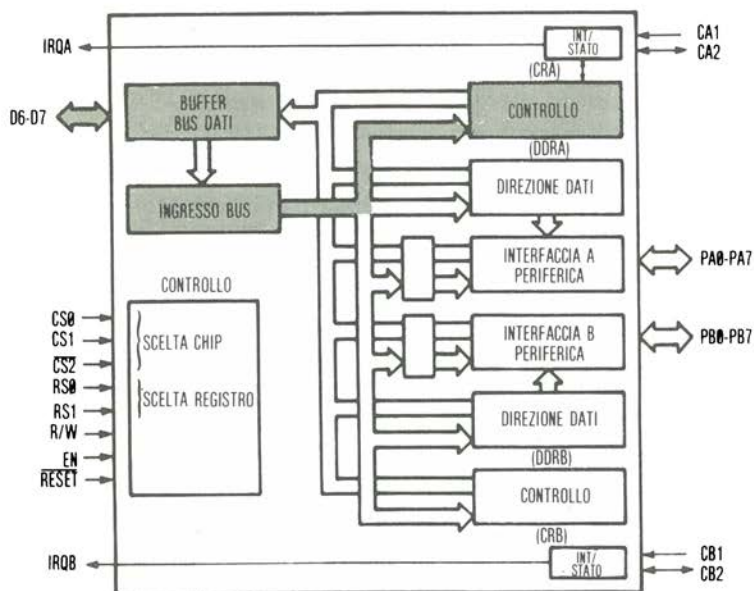 IRQA
INT/
STATO
CA1
CA2
(CRA)
D6-D7
BUFFER
BUS DATI
CONTROLLO
(DDRA)
INGRESSO BUS
DIREZIONE DATI
INTERFACCIA A
PERIFERICA
PA0-PA7
CONTROLLO
CS0
CS1
CS2
RS0
RS1
R/W
EN
RESET
SCELTA CHIP
SCELTA REGISTRO
INTERFACCIA B
PERIFERICA
PB0-PB7
DIREZIONE DATI
(DDRB)
CONTROLLO
(CRB)
IRQB
INT/
STATO
CB1
CB2